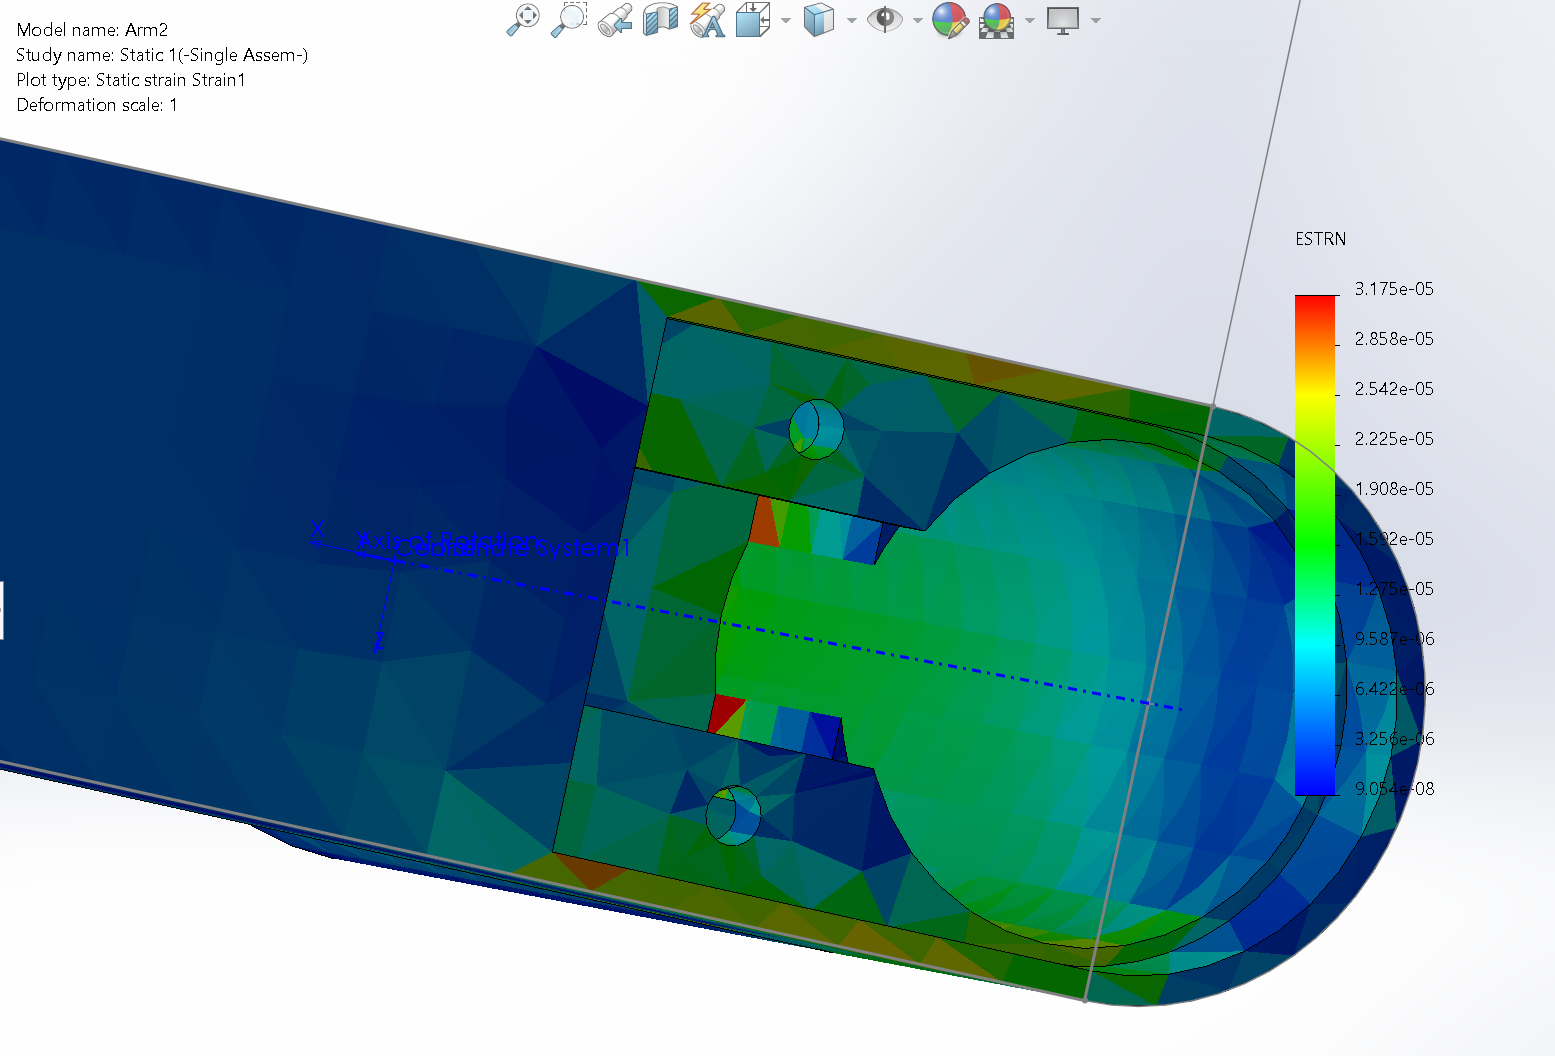 Model name: Arm2
Study name: Static 1(-Single Assem-)
Plot type: Static strain Strain1
Deformation scale: 1
ESTRN
3.175e-05
2.858e-05
2.542e-05
2.225e-05
1.908e-05
1.592e-05
1.275e-05
9.587e-06
6.422e-06
3.256e-06
9.054e-08
X
Axis of Rotation
Coordinate System1
Z